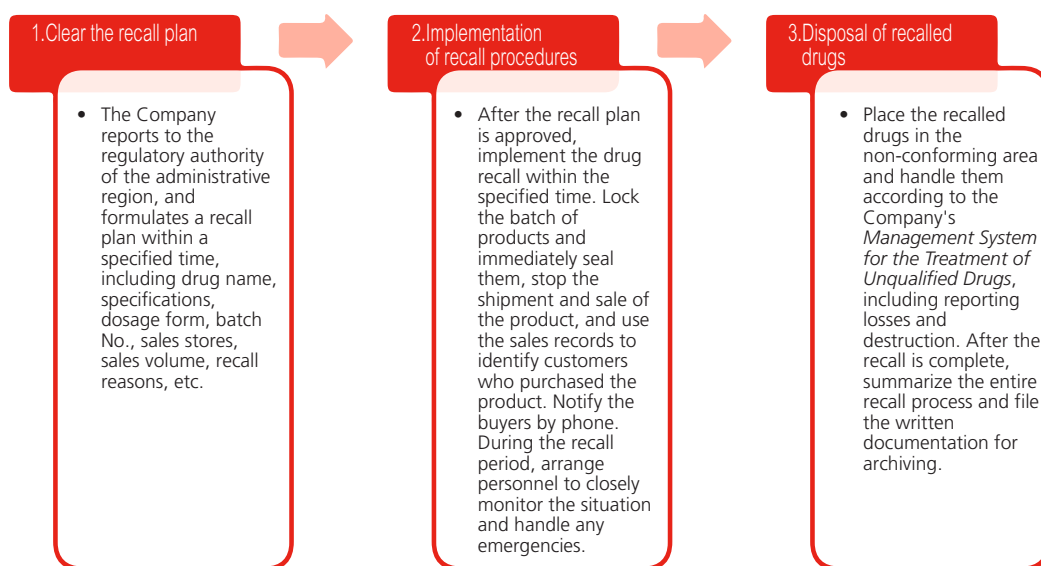 1.Clear the recall plan
• The Company
reports to the
regulatory authority
of the administrative
region, and
formulates a recall
plan within a
specified time,
including drug name,
specifications,
dosage form, batch
No., sales stores,
sales volume, recall
reasons, etc.
2.Implementation
of recall procedures
• After the recall plan
is approved,
implement the drug
recall within the
specified time. Lock
the batch of
products and
immediately seal
them, stop the
shipment and sale of
the product, and use
the sales records to
identify customers
who purchased the
product. Notify the
buyers by phone.
During the recall
period, arrange
personnel to closely
monitor the situation
and handle any
emergencies.
3.Disposal of recalled
drugs
• Place the recalled
drugs in the
non-conforming area
and handle them
according to the
Company's
Management System
for the Treatment of
Unqualified Drugs,
including reporting
losses and
destruction. After the
recall is complete,
summarize the entire
recall process and file
the written
documentation for
archiving.